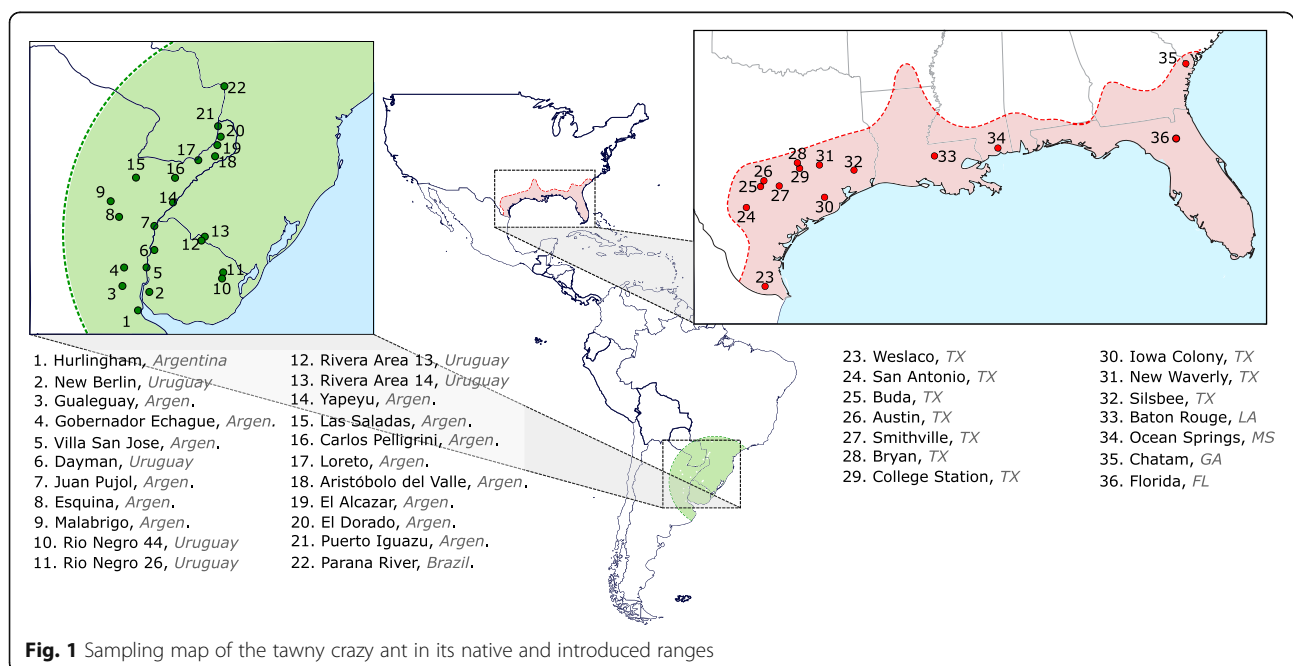 22
21
20
19
17
18
15
16
9
14
8
7
13
12
6
4
5
11
10
3
2
1
35
36
34
33
28
31
32
26
29
25
27
30
24
23
1. Hurlingham, Argentina
2. New Berlin, Uruguay
3. Gualeguay, Argen.
4. Gobernador Echague, Argen.
5. Villa San Jose, Argen.
6. Dayman, Uruguay
7. Juan Pujol, Argen.
8. Esquina, Argen.
9. Malabrigo, Argen.
10. Rio Negro 44, Uruguay
11. Rio Negro 26, Uruguay
12. Rivera Area 13, Uruguay
13. Rivera Area 14, Uruguay
14. Yapeyu, Argen.
15. Las Saladas, Argen.
16. Carlos Pelligrini, Argen.
17. Loreto, Argen.
18. Aristóbolo del Valle, Argen.
19. El Alcazar, Argen.
20. El Dorado, Argen.
21. Puerto Iguazu, Argen.
22. Parana River, Brazil.
23. Weslaco, TX
24. San Antonio, TX
25. Buda, TX
26. Austin, TX
27. Smithville, TX
28. Bryan, TX
29. College Station, TX
30. Iowa Colony, TX
31. New Waverly, TX
32. Silsbee, TX
33. Baton Rouge, LA
34. Ocean Springs, MS
35. Chatam, GA
36. Florida, FL
Fig. 1 Sampling map of the tawny crazy ant in its native and introduced ranges